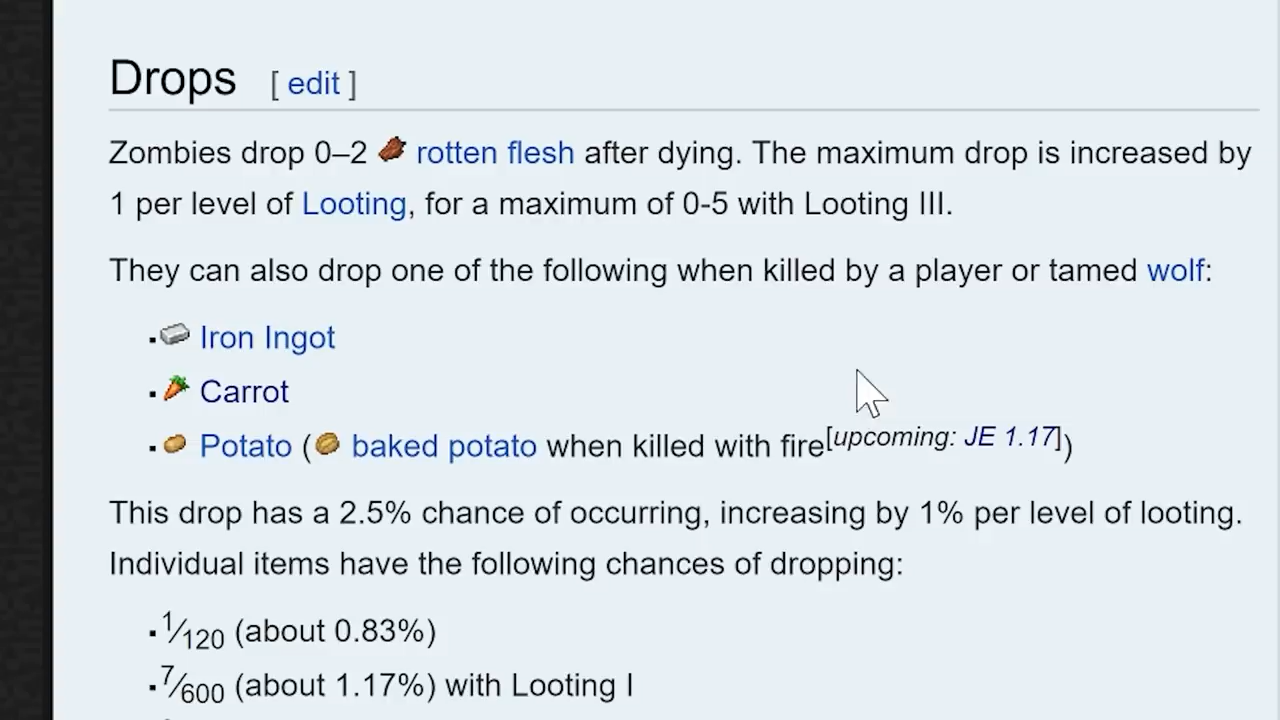 Drops [ edit ]
Zombies drop 0–2 rotten flesh after dying. The maximum drop is increased by
1 per level of Looting, for a maximum of 0-5 with Looting III.
They can also drop one of the following when killed by a player or tamed wolf:
▪ Iron Ingot
▪ Carrot
▪ Potato ( baked potato when killed with fire[upcoming: JE 1.17])
This drop has a 2.5% chance of occurring, increasing by 1% per level of looting.
Individual items have the following chances of dropping:
▪ 1⁄120 (about 0.83%)
▪ 7⁄600 (about 1.17%) with Looting I